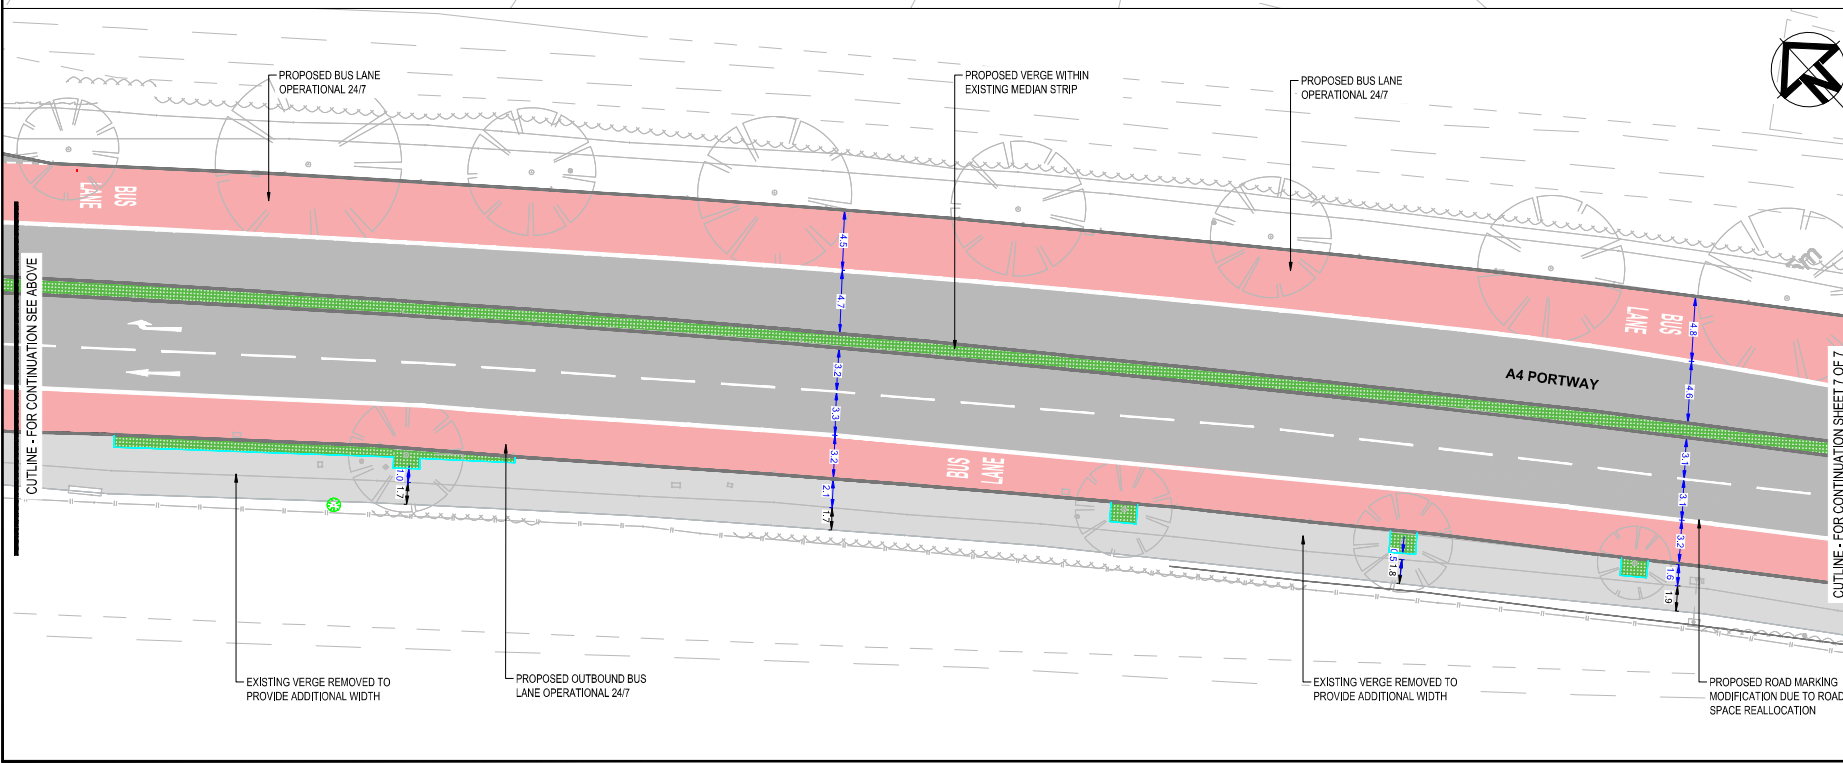 PROPOSED BUS LANE
OPERATIONAL 24/7
PROPOSED VERGE WITHIN
EXISTING MEDIAN STRIP
PROPOSED BUS LANE
OPERATIONAL 24/7
BUS
LANE
4.5
4.7
3.2
3.3
3.2
2.1
1.7
BUS
LANE
4.8
4.6
3.1
3.1
3.2
1.6
1.9
A4 PORTWAY
BUS
LANE
1.0
1.7
1.8
CUTLINE - FOR CONTINUATION SEE ABOVE
CUTLINE - FOR CONTINUATION SHEET 7 OF 7
EXISTING VERGE REMOVED TO
PROVIDE ADDITIONAL WIDTH
PROPOSED OUTBOUND BUS
LANE OPERATIONAL 24/7
EXISTING VERGE REMOVED TO
PROVIDE ADDITIONAL WIDTH
PROPOSED ROAD MARKING
MODIFICATION DUE TO ROAD
SPACE REALLOCATION